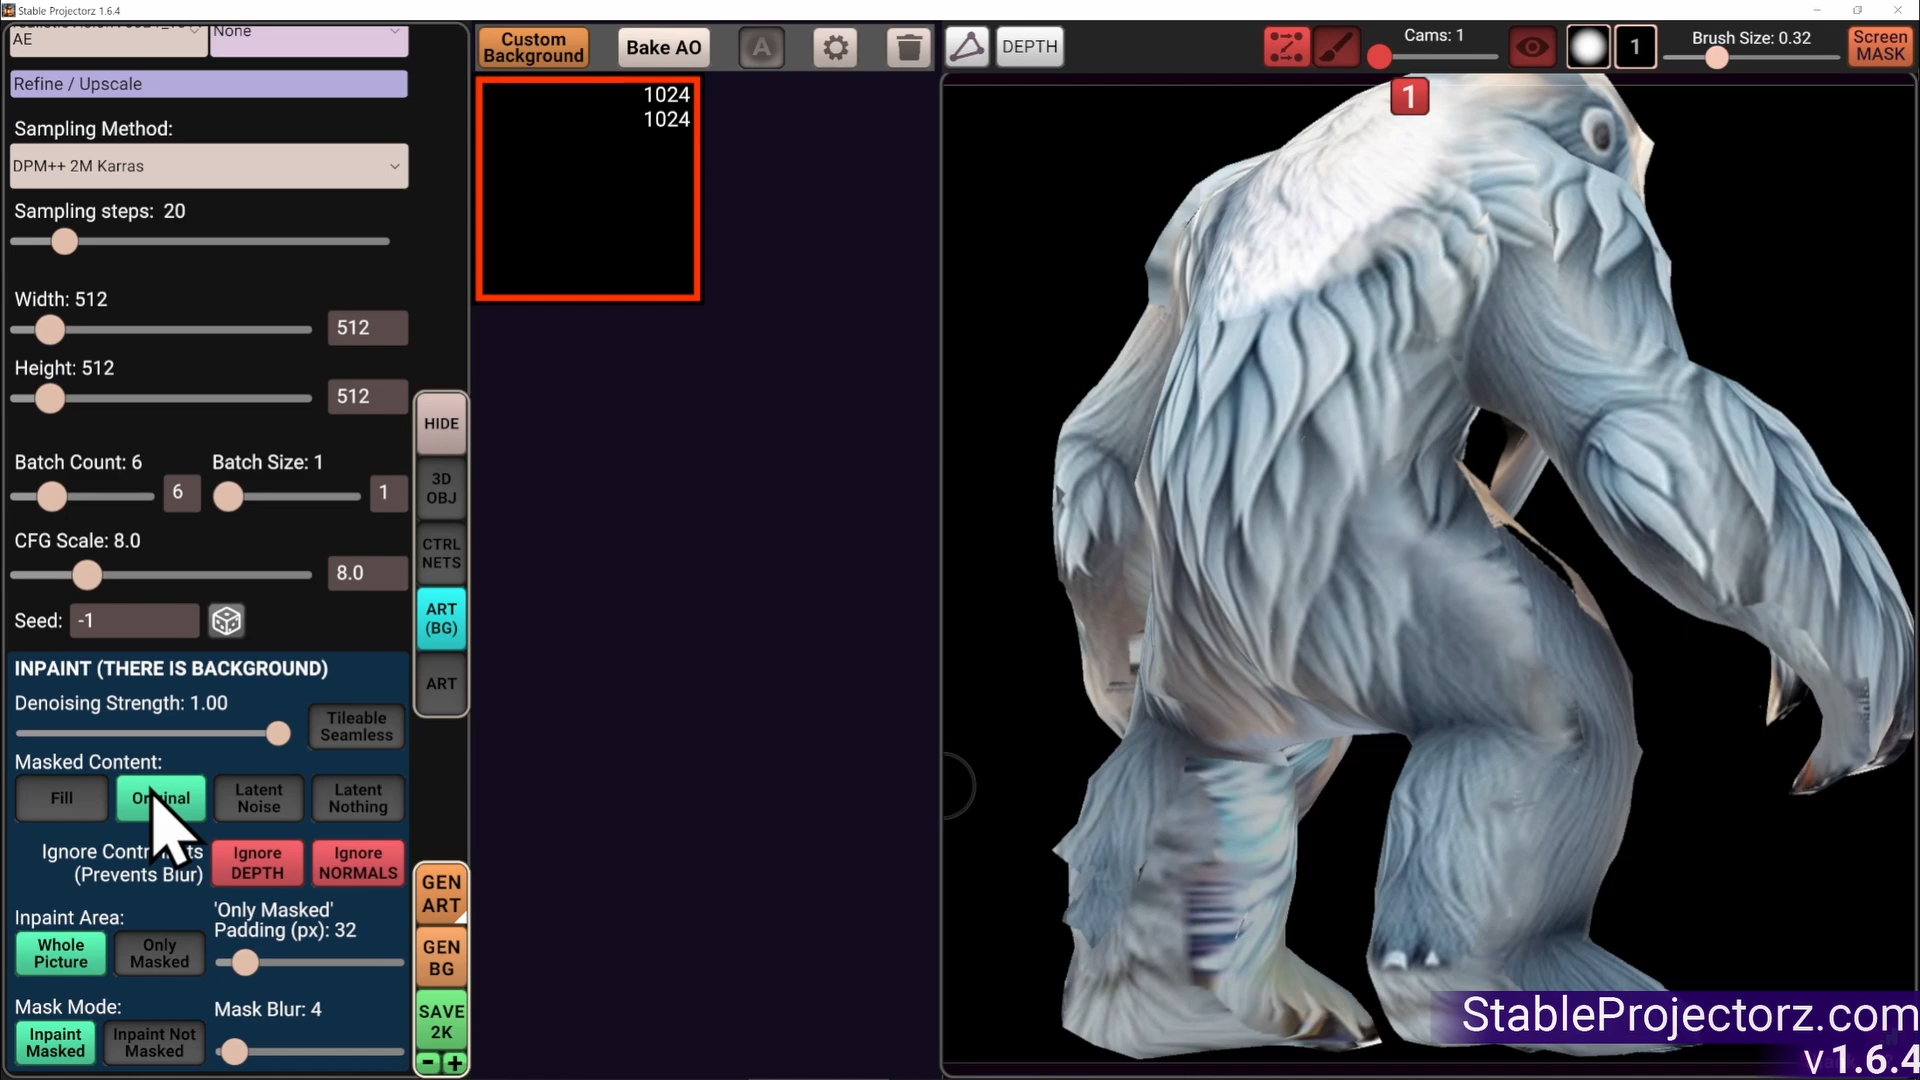 Stable Projectorz 1.6.4
AE
None
Refine / Upscale
Sampling Method:
DPM++ 2M Karras
Sampling steps: 20
Width: 512
512
Height: 512
512
Batch Count: 6
Batch Size: 1
6
1
CFG Scale: 8.0
8.0
Seed:
-1
INPAINT (THERE IS BACKGROUND)
Denoising Strength: 1.00
Tileable
Seamless
Masked Content:
Fill
Latent
Noise
Latent
Nothing
Ignore
(Prevents Blur)
Ignore
DEPTH
Ignore
NORMALS
Inpaint Area:
Whole
Picture
Only
Masked
'Only Masked'
Padding (px): 32
Mask Mode:
Inpaint
Masked
Inpaint Not
Masked
Mask Blur: 4
HIDE
3D
OBJ
CTRL
NETS
ART
(BG)
ART
GEN
ART
GEN
BG
SAVE
2K
- +
Custom
Background
Bake AO
A
1024
1024
DEPTH
Cams: 1
1
Brush Size: 0.32
Screen
MASK
1
StableProjectorz.com
v1.6.4